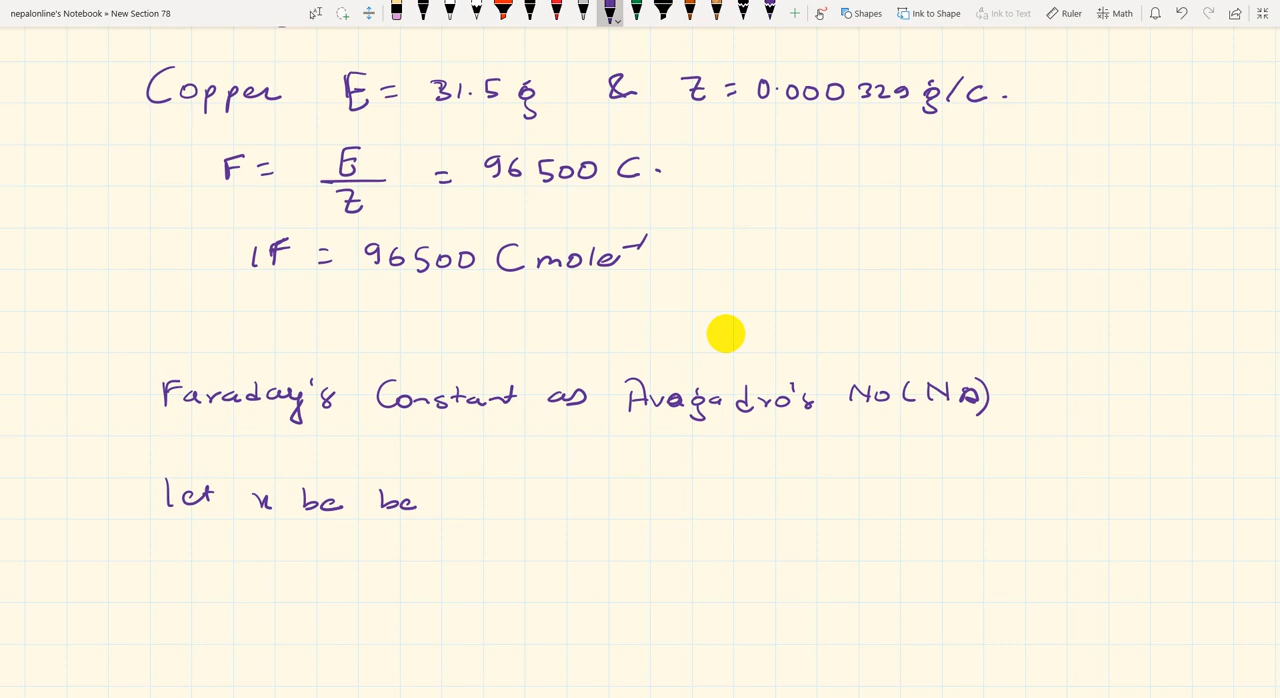 nepalonline's Notebook » New Section 78
Shapes Ink to Shape Ink to Text Ruler Math
Copper E = 31.5 g & Z = 0.000329 g/C.
F = E/Z = 96500 C.
1F = 96500 C mole⁻¹
Faraday's Constant as Avagadro's No (NA)
let x be be